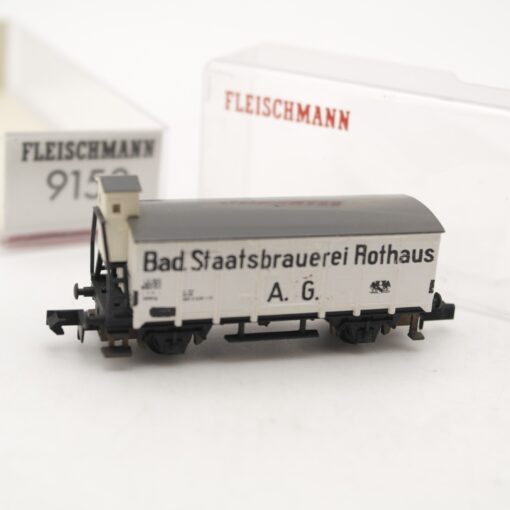 FLEISCHMANN
FLEISCHMANN
Bad. Staatsbrauerei Rothaus
A. G.